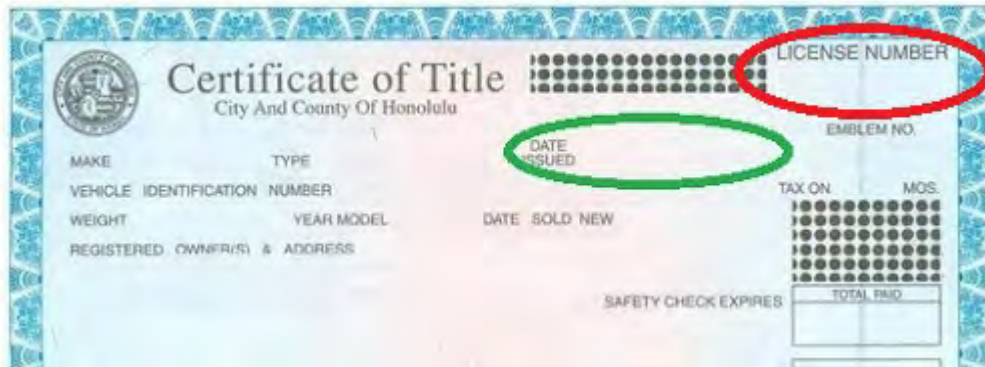 Certificate of Title
City And County Of Honolulu
LICENSE NUMBER
EMBLEM NO.
DATE
ISSUED
MAKE TYPE
VEHICLE IDENTIFICATION NUMBER
TAX ON MOS.
WEIGHT YEAR MODEL DATE SOLD NEW
REGISTERED OWNER(S) & ADDRESS
SAFETY CHECK EXPIRES
TOTAL PAID